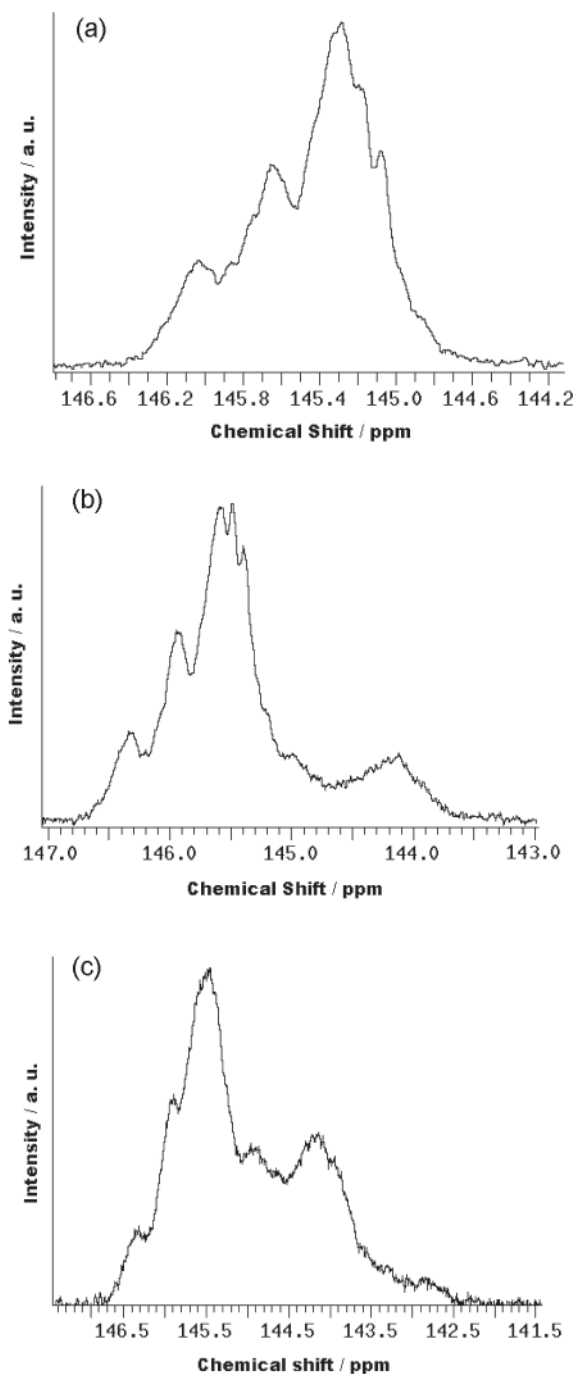 (a)
Intensity / a. u.
146.6 146.2 145.8 145.4 145.0 144.6 144.2
Chemical Shift / ppm
(b)
Intensity / a. u.
147.0 146.0 145.0 144.0 143.0
Chemical Shift / ppm
(c)
Intensity / a. u.
146.5 145.5 144.5 143.5 142.5 141.5
Chemical shift / ppm